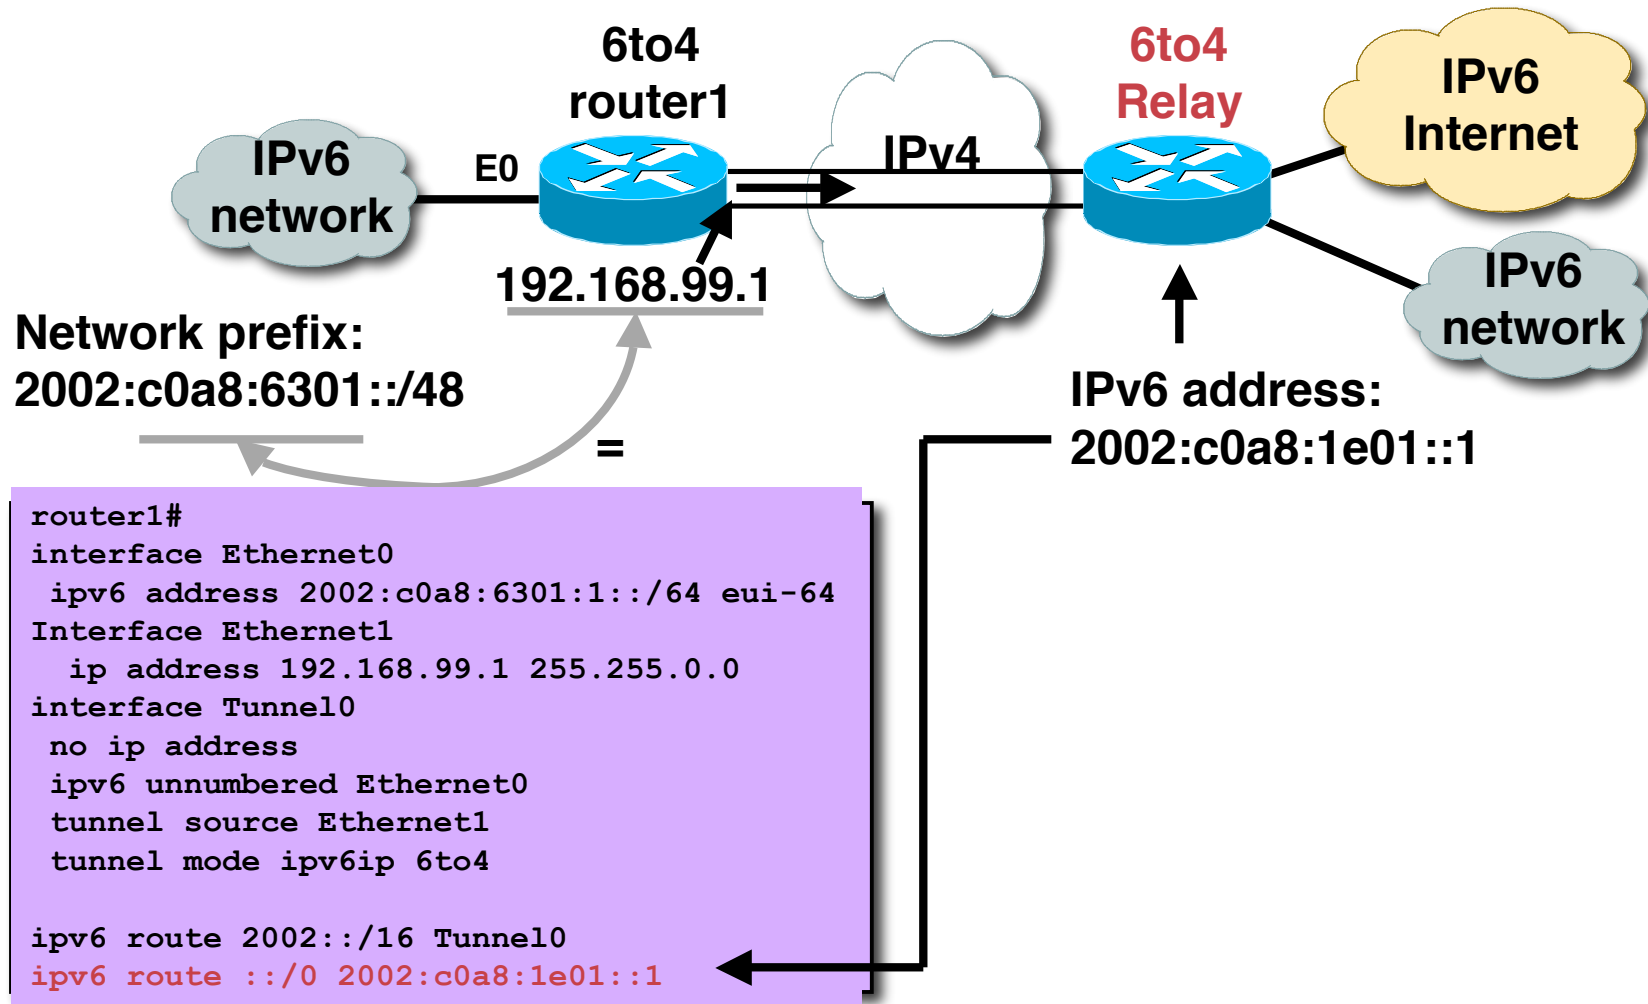 6to4
router1
6to4
Relay
IPv6
Internet
IPv6
network
E0
IPv4
192.168.99.1
IPv6
network
Network prefix:
2002:c0a8:6301::/48
=
IPv6 address:
2002:c0a8:1e01::1
router1#
interface Ethernet0
ipv6 address 2002:c0a8:6301:1::/64 eui-64
Interface Ethernet1
ip address 192.168.99.1 255.255.0.0
interface Tunnel0
no ip address
ipv6 unnumbered Ethernet0
tunnel source Ethernet1
tunnel mode ipv6ip 6to4
ipv6 route 2002::/16 Tunnel0
ipv6 route ::/0 2002:c0a8:1e01::1